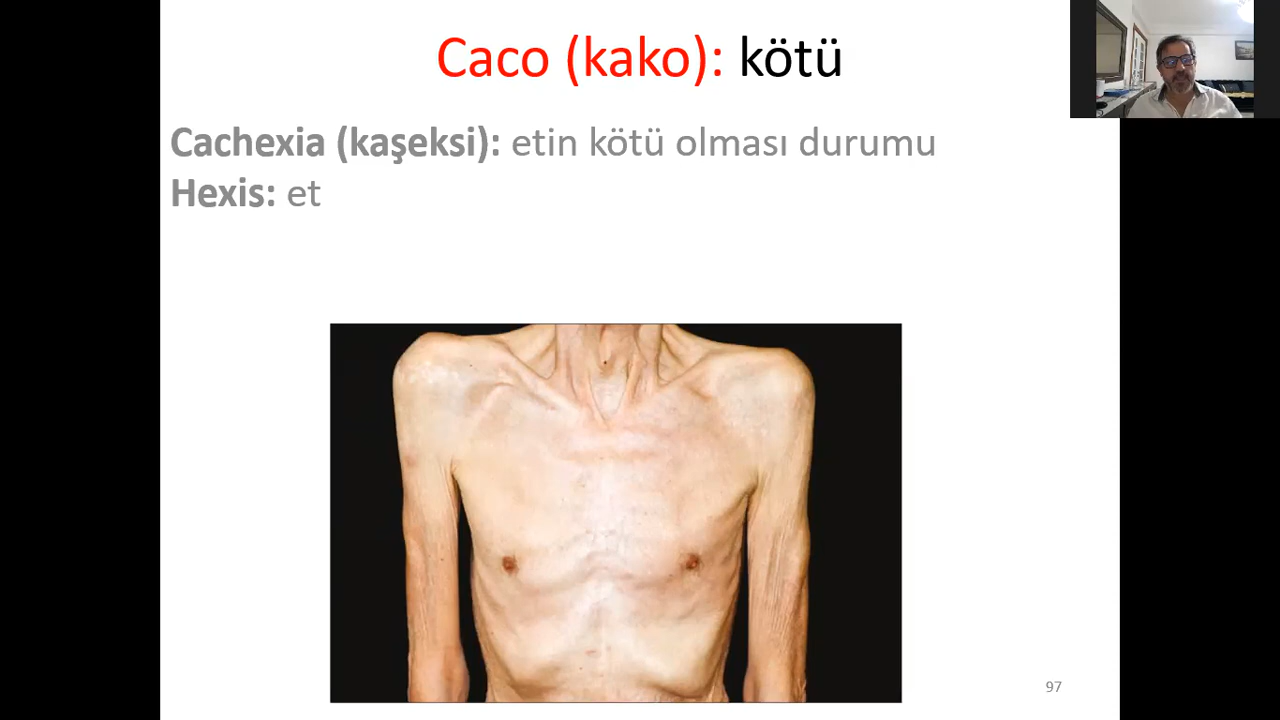 Caco (kako): kötü
Cachexia (kaşeksi): etin kötü olması durumu
Hexis: et
97